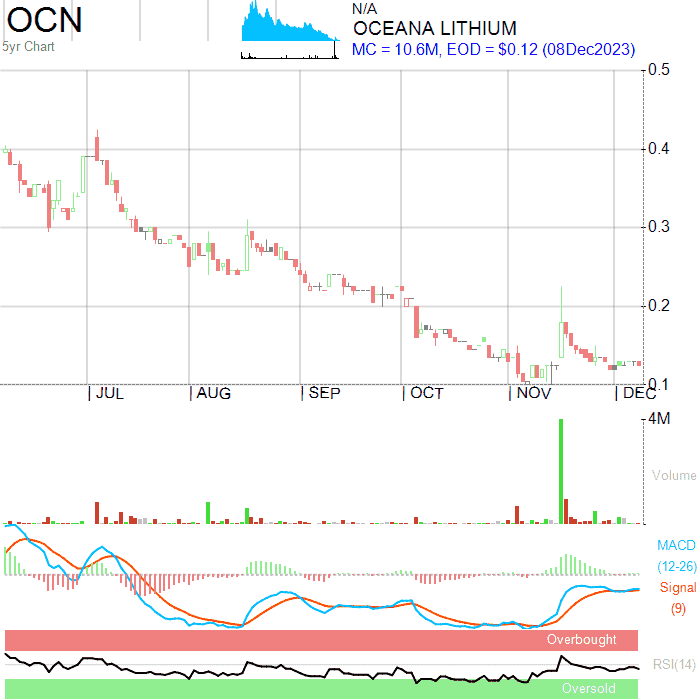 OCN
5yr Chart
N/A
OCEANA LITHIUM
MC = 10.6M, EOD = $0.12 (08Dec2023)
0.5
0.4
0.3
0.2
0.1
JUL AUG SEP OCT NOV DEC
4M
Volume
MACD
(12-26)
Signal
(9)
Overbought
RSI(14)
Oversold